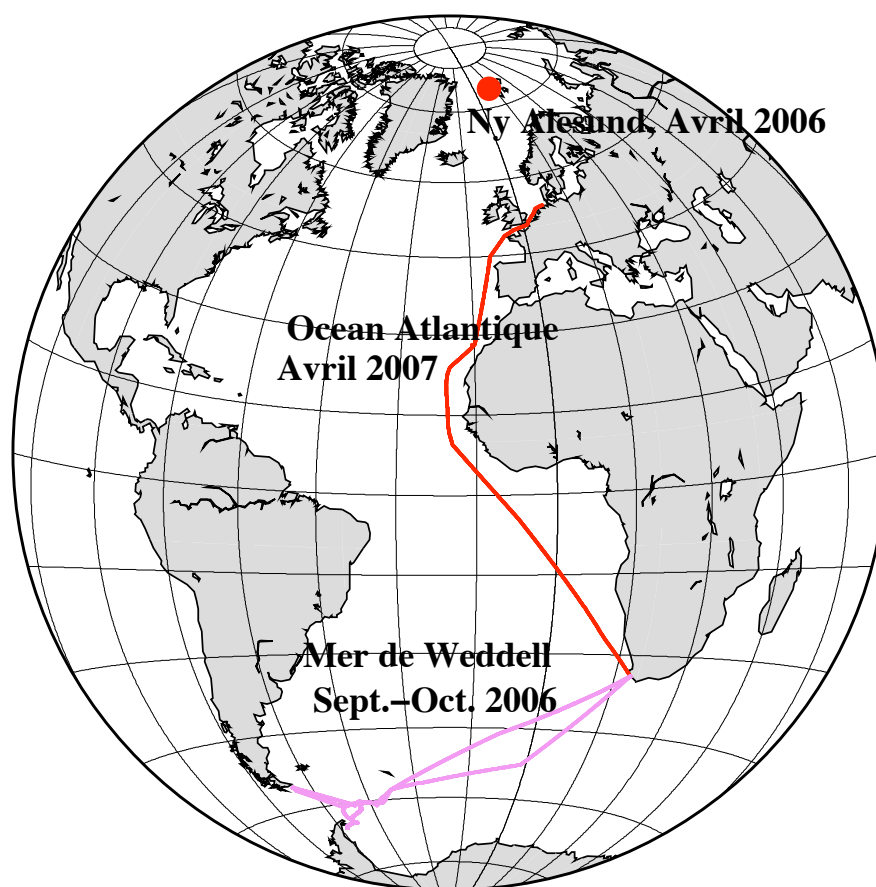 Ny Alesund, Avril 2006
Ocean Atlantique
Avril 2007
Mer de Weddell
Sept.−Oct. 2006